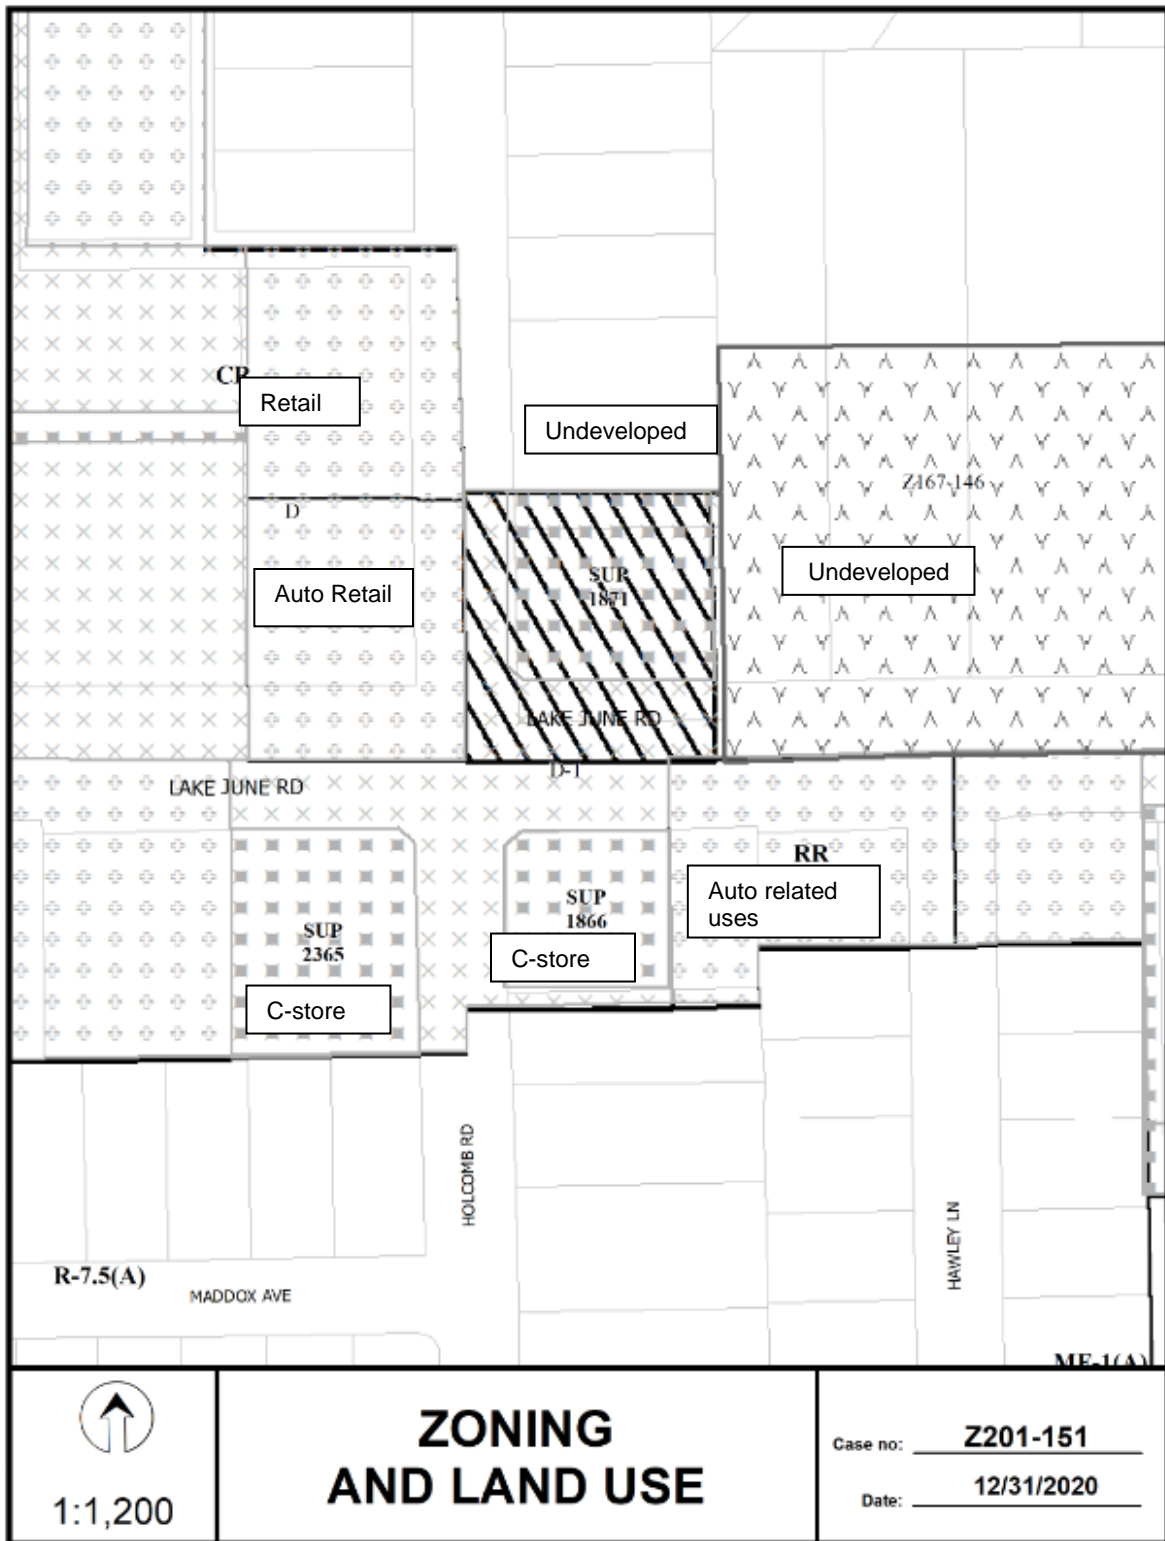 CR
Retail
Undeveloped
Z167-146
D
Auto Retail
SUP
1871
Undeveloped
LAKE JUNE RD
D-1
LAKE JUNE RD
RR
Auto related
uses
SUP
1866
SUP
2365
C-store
C-store
HOLCOMB RD
HAWLEY LN
R-7.5(A)
MADDOX AVE
MF-1(A)
1:1,200
ZONING
AND LAND USE
Case no: Z201-151
Date: 12/31/2020